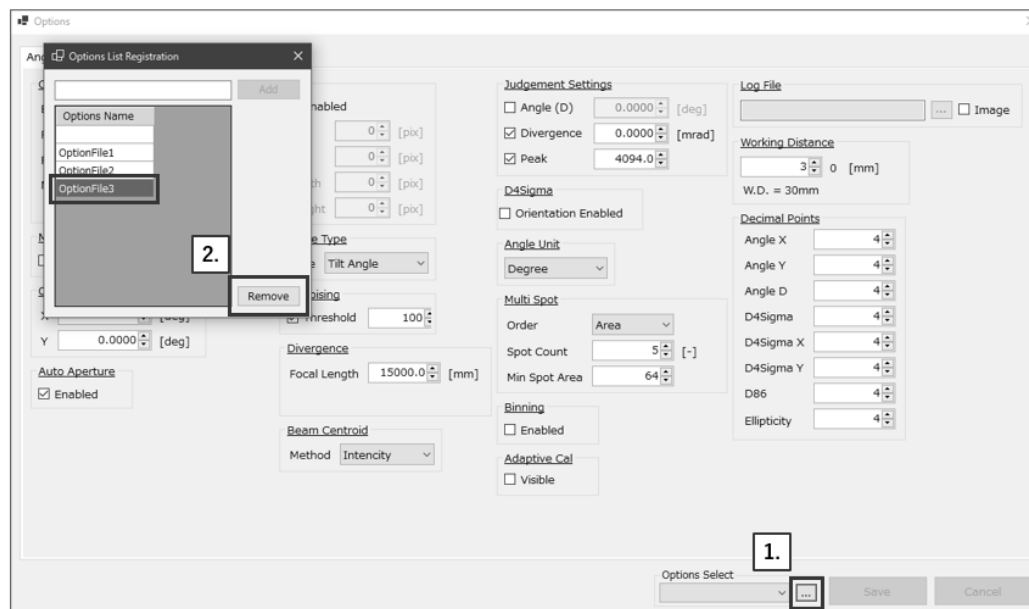 Options
Options List Registration
Add
Options Name
OptionFile1
OptionFile2
OptionFile3
2.
Remove
nabled
0 [pix]
0 [pix]
0 [pix]
0 [pix]
Type
Tilt Angle
Threshold 100
X [deg]
Y 0.0000 [deg]
Auto Aperture
Enabled
Divergence
Focal Length 15000.0 [mm]
Beam Centroid
Method Intencity
Judgement Settings
Angle (D) 0.0000 [deg]
Divergence 0.0000 [mrad]
Peak 4094.0
D4Sigma
Orientation Enabled
Angle Unit
Degree
Multi Spot
Order Area
Spot Count 5 [-]
Min Spot Area 64
Binning
Enabled
Adaptive Cal
Visible
Log File
... Image
Working Distance
3 0 [mm]
W.D. = 30mm
Decimal Points
Angle X 4
Angle Y 4
Angle D 4
D4Sigma 4
D4Sigma X 4
D4Sigma Y 4
D86 4
Ellipticity 4
1.
Options Select
... Save Cancel